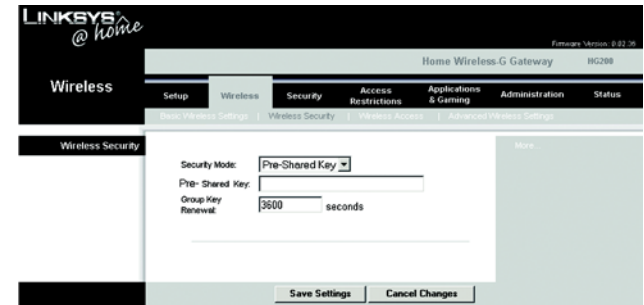 LINKSYS
@ home
Firmware Version: 0.02.36
Home Wireless-G Gateway HG200
Wireless
Setup Wireless Security Access Restrictions Applications & Gaming Administration Status
Basic Wireless Settings | Wireless Security | Wireless Access | Advanced Wireless Settings
Wireless Security
More...
Security Mode: Pre-Shared Key
Pre- Shared Key:
Group Key Renewal: 3600 seconds
Save Settings Cancel Changes